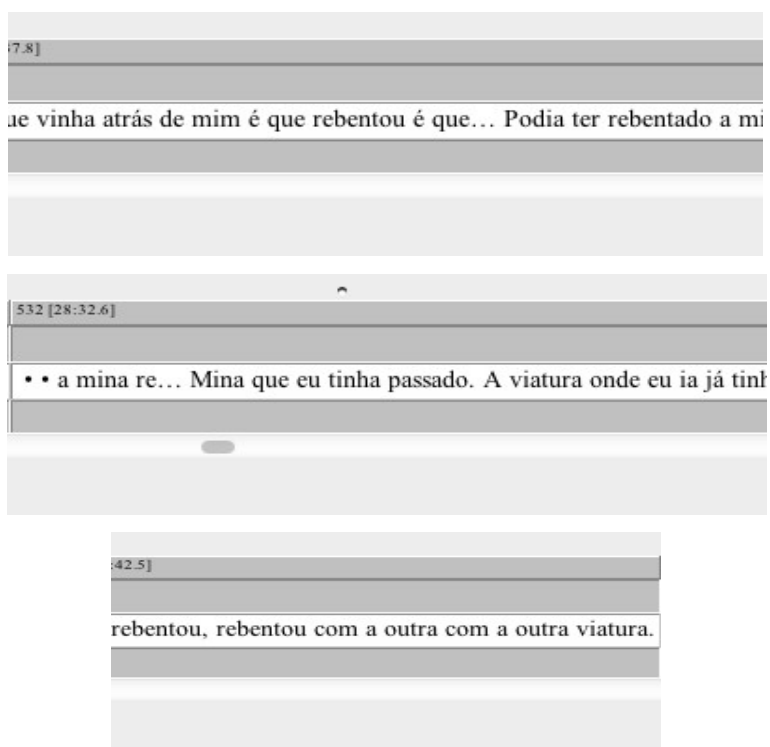 7.8]
ue vinha atrás de mim é que rebentou é que… Podia ter rebentado a mi
532 [28:32.6]
• • a mina re… Mina que eu tinha passado. A viatura onde eu ia já tinh
:42.5]
rebentou, rebentou com a outra com a outra viatura.